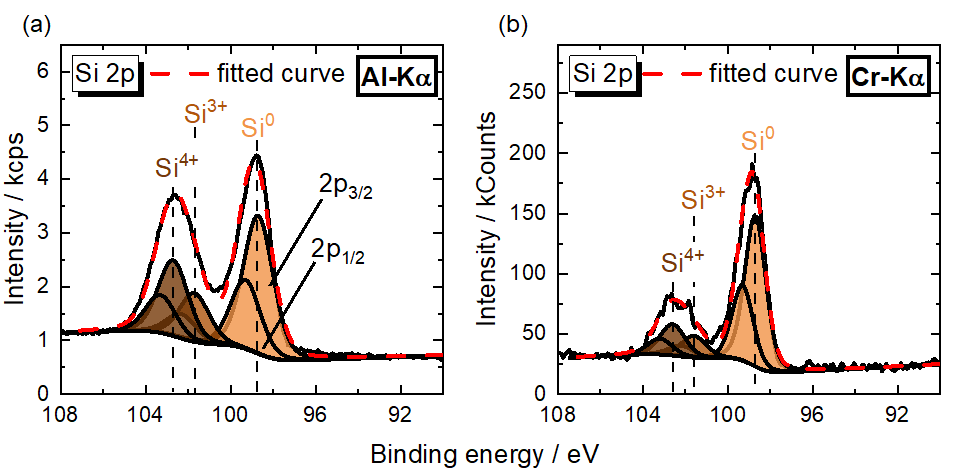 (a)
Si 2p
fitted curve
Al-Kα
Si³⁺
Si⁴⁺
Si⁰
2p₃/₂
2p₁/₂
Intensity / kcps
6
5
4
3
2
1
0
108 104 100 96 92
(b)
Si 2p
fitted curve
Cr-Kα
Si⁰
Si³⁺
Si⁴⁺
Intensity / kCounts
250
200
150
100
50
0
108 104 100 96 92
Binding energy / eV